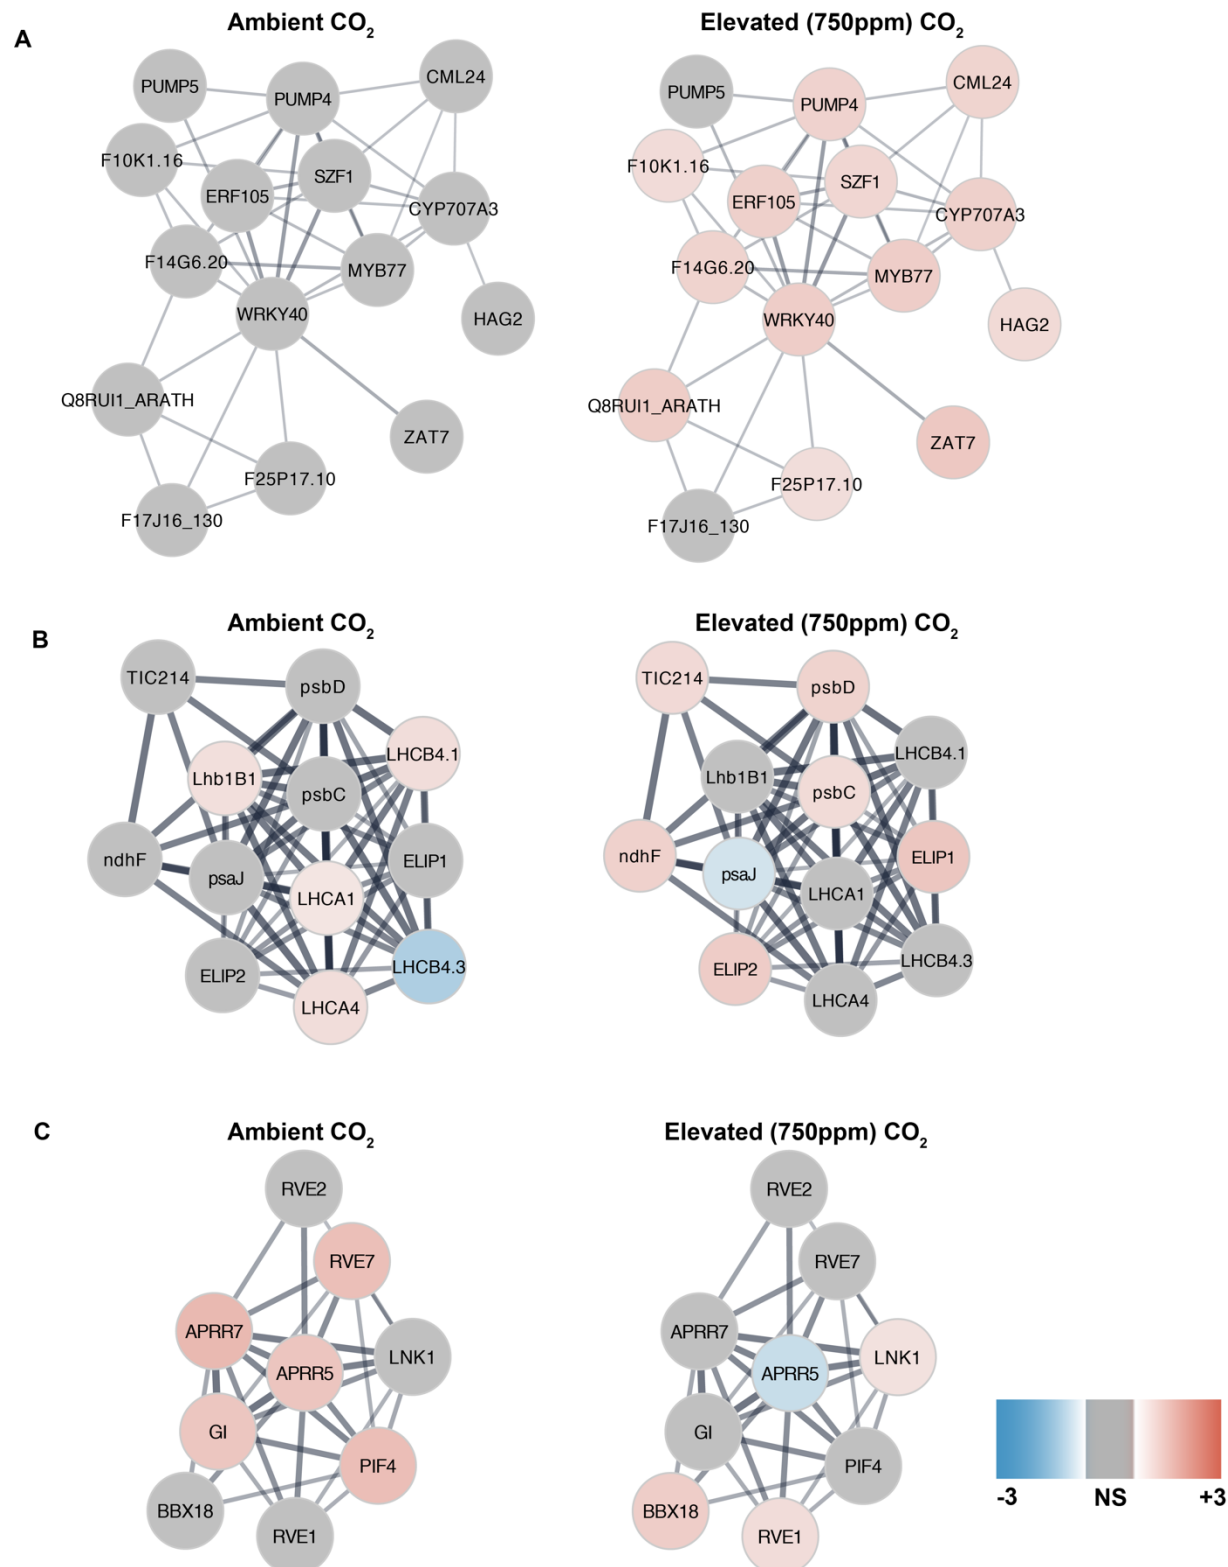 A
Ambient CO2
Elevated (750ppm) CO2
PUMP5
PUMP4
CML24
F10K1.16
SZF1
ERF105
CYP707A3
F14G6.20
MYB77
WRKY40
HAG2
Q8RUI1_ARATH
ZAT7
F25P17.10
F17J16_130
PUMP5
PUMP4
CML24
F10K1.16
SZF1
ERF105
CYP707A3
F14G6.20
MYB77
WRKY40
HAG2
Q8RUI1_ARATH
ZAT7
F25P17.10
F17J16_130
B
Ambient CO2
Elevated (750ppm) CO2
TIC214
psbD
LHCB4.1
Lhb1B1
psbC
ndhF
ELIP1
psaJ
LHCA1
LHCB4.3
ELIP2
LHCA4
TIC214
psbD
LHCB4.1
Lhb1B1
psbC
ndhF
ELIP1
psaJ
LHCA1
LHCB4.3
ELIP2
LHCA4
C
Ambient CO2
Elevated (750ppm) CO2
RVE2
RVE7
APRR7
LNK1
APRR5
GI
PIF4
BBX18
RVE1
RVE2
RVE7
APRR7
LNK1
APRR5
GI
PIF4
BBX18
RVE1
-3 NS +3